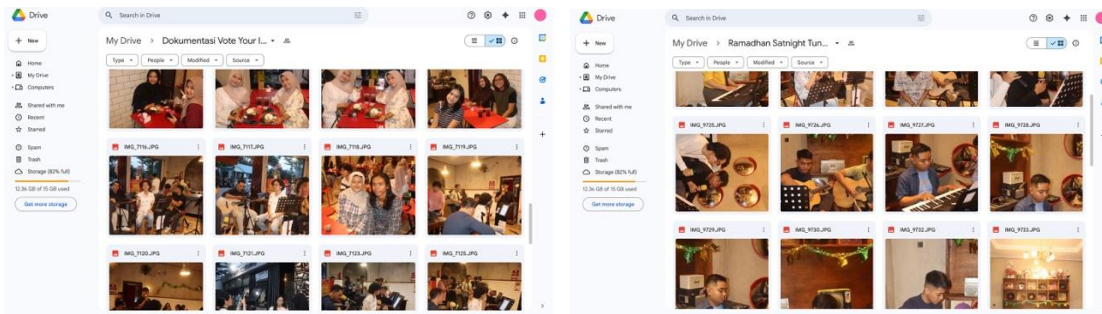 Drive
Search in Drive
New
My Drive > Dokumentasi Vote Your I...
Type People Modified Source
Home
My Drive
Computers
Shared with me
Recent
Starred
Spam
Trash
Storage (82% full)
12.36 GB of 15 GB used
Get more storage
IMG_7116.JPG
IMG_7117.JPG
IMG_7118.JPG
IMG_7119.JPG
IMG_7120.JPG
IMG_7121.JPG
IMG_7123.JPG
IMG_7125.JPG
Drive
Search in Drive
New
My Drive > Ramadhan Satnight Tun...
Type People Modified Source
Home
My Drive
Computers
Shared with me
Recent
Starred
Spam
Trash
Storage (82% full)
12.36 GB of 15 GB used
Get more storage
IMG_9725.JPG
IMG_9726.JPG
IMG_9727.JPG
IMG_9728.JPG
IMG_9729.JPG
IMG_9730.JPG
IMG_9732.JPG
IMG_9733.JPG